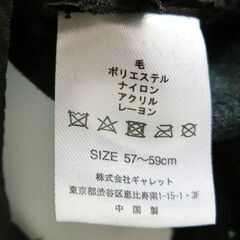 毛
ポリエステル
ナイロン
アクリル
レーヨン
SIZE 57〜59cm
株式会社ギャレット
東京都渋谷区恵比寿南1-15-1・3F
中国製